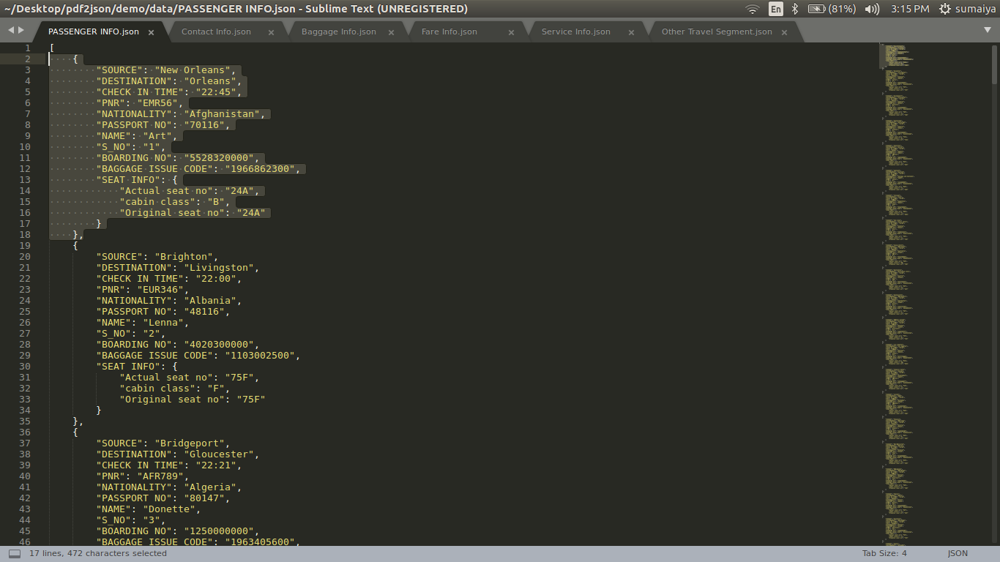 ~/Desktop/pdf2json/demo/data/PASSENGER INFO.json - Sublime Text (UNREGISTERED) En (81%) 3:15 PM sumaiya
PASSENGER INFO.json Contact Info.json Baggage Info.json Fare Info.json Service Info.json Other Travel Segment.json
1 [
2 {
3 "SOURCE": "New Orleans",
4 "DESTINATION": "Orleans",
5 "CHECK IN TIME": "22:45",
6 "PNR": "EMR56",
7 "NATIONALITY": "Afghanistan",
8 "PASSPORT NO": "70116",
9 "NAME": "Art",
10 "S_NO": "1",
11 "BOARDING NO": "5528320000",
12 "BAGGAGE ISSUE CODE": "1966862300",
13 "SEAT INFO": {
14 "Actual seat no": "24A",
15 "cabin class": "B",
16 "Original seat no": "24A"
17 }
18 },
19 {
20 "SOURCE": "Brighton",
21 "DESTINATION": "Livingston",
22 "CHECK IN TIME": "22:00",
23 "PNR": "EUR346",
24 "NATIONALITY": "Albania",
25 "PASSPORT NO": "48116",
26 "NAME": "Lenna",
27 "S_NO": "2",
28 "BOARDING NO": "4020300000",
29 "BAGGAGE ISSUE CODE": "1103002500",
30 "SEAT INFO": {
31 "Actual seat no": "75F",
32 "cabin class": "F",
33 "Original seat no": "75F"
34 }
35 },
36 {
37 "SOURCE": "Bridgeport",
38 "DESTINATION": "Gloucester",
39 "CHECK IN TIME": "22:21",
40 "PNR": "AFR789",
41 "NATIONALITY": "Algeria",
42 "PASSPORT NO": "80147",
43 "NAME": "Donette",
44 "S_NO": "3",
45 "BOARDING NO": "1250000000",
46 "BAGGAGE ISSUE CODE": "1963405600",
17 lines, 472 characters selected Tab Size: 4 JSON